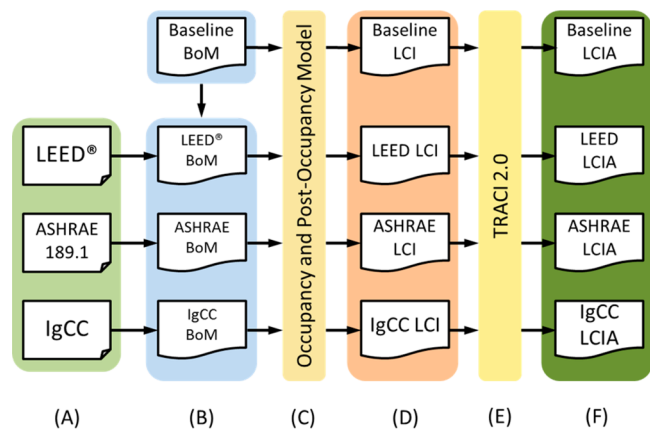 Baseline
BoM
Baseline
LCI
Baseline
LCIA
Occupancy and Post-Occupancy Model
TRACI 2.0
LEED®
LEED®
BoM
LEED LCI
LEED
LCIA
ASHRAE
189.1
ASHRAE
BoM
ASHRAE
LCI
ASHRAE
LCIA
IgCC
IgCC
BoM
IgCC LCI
IgCC
LCIA
(A)
(B)
(C)
(D)
(E)
(F)